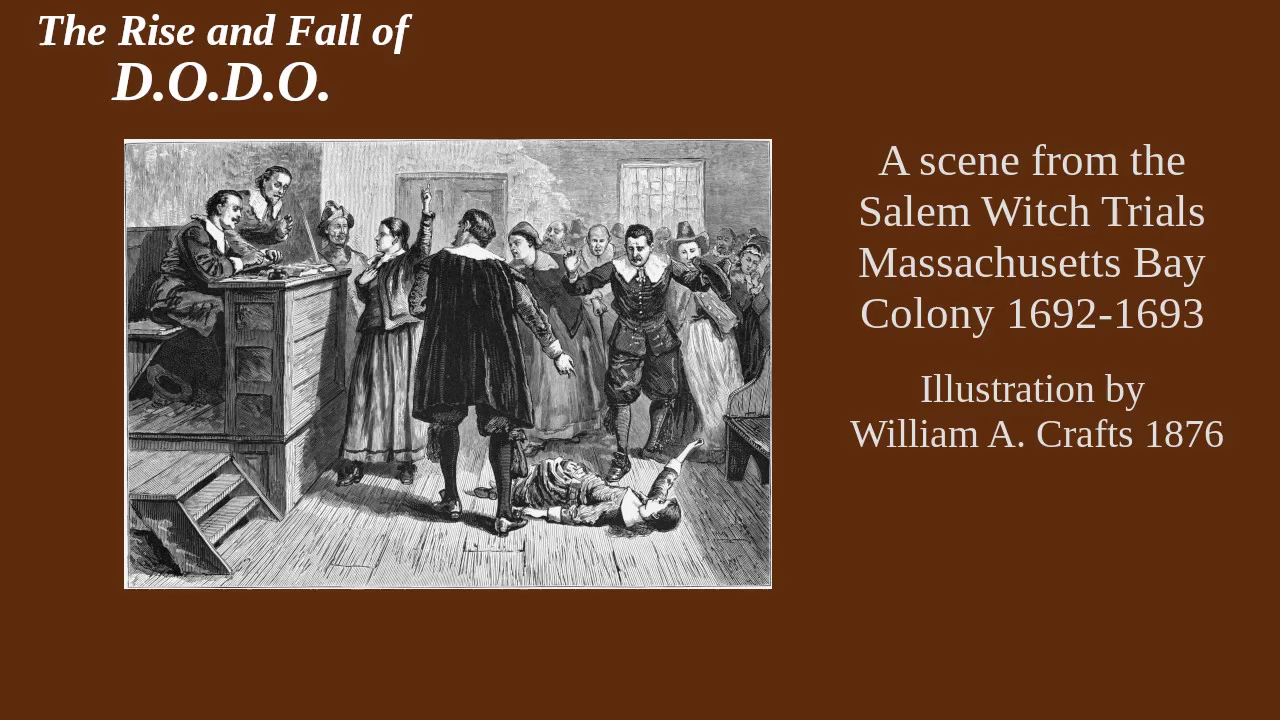 The Rise and Fall of
D.O.D.O.
A scene from the
Salem Witch Trials
Massachusetts Bay
Colony 1692-1693
Illustration by
William A. Crafts 1876